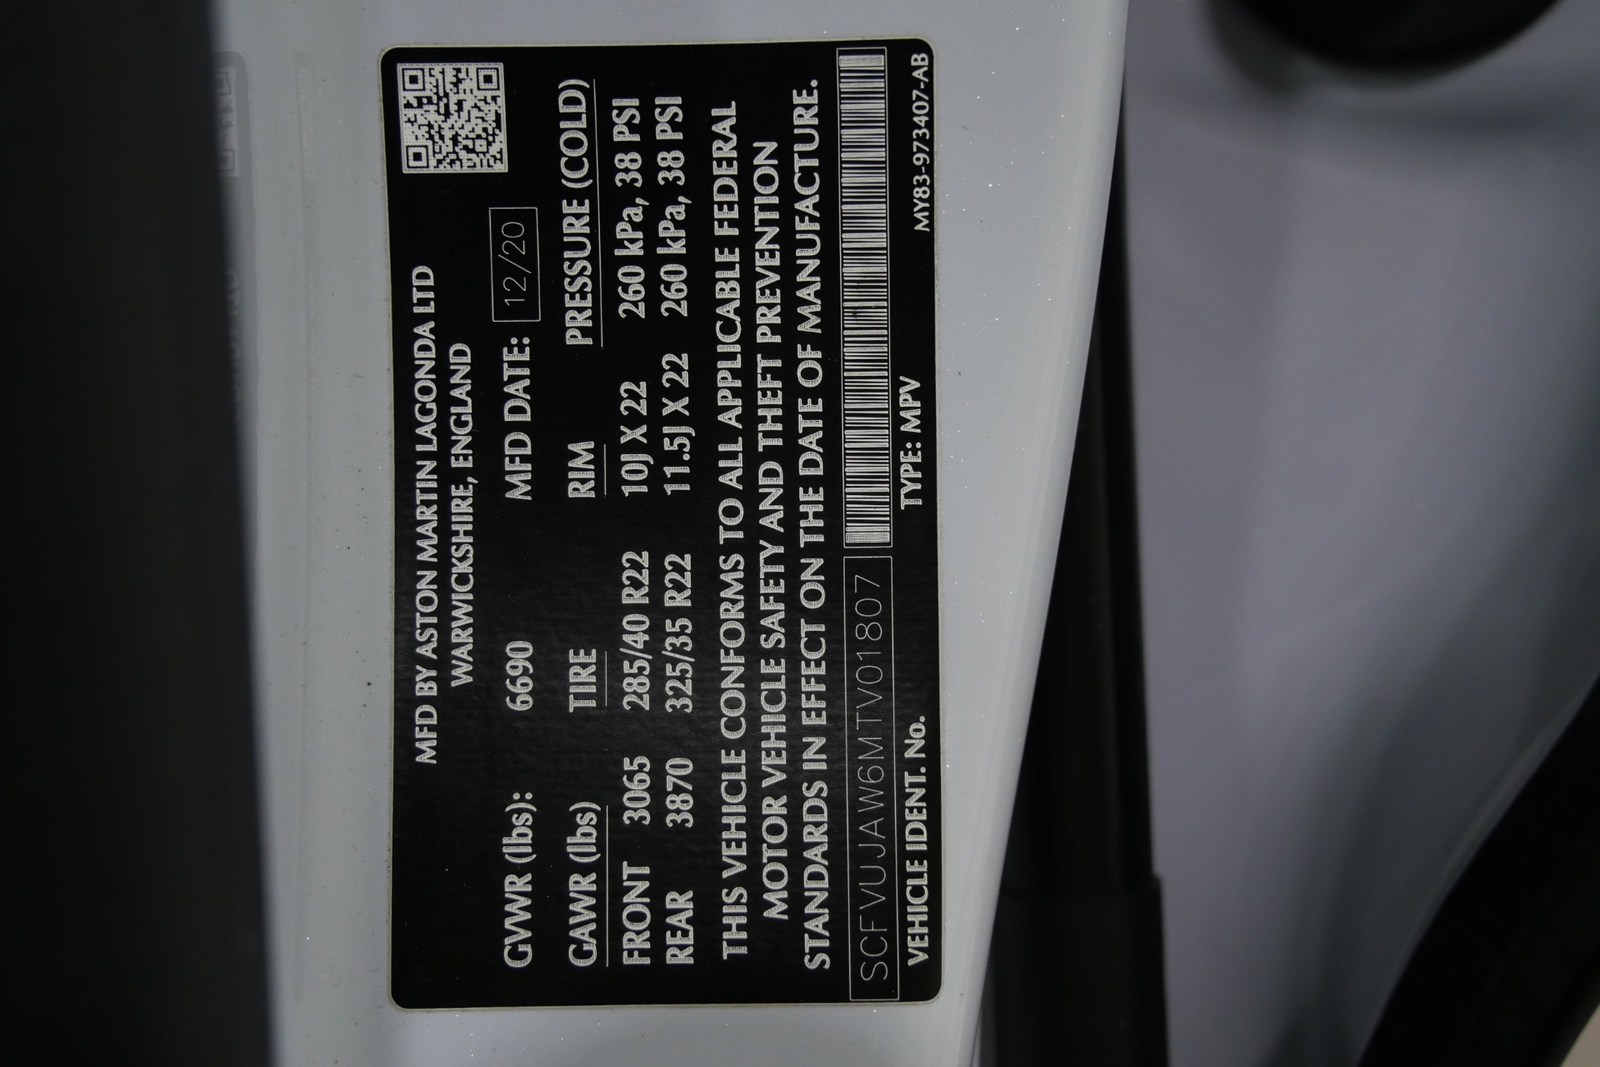 MFD BY ASTON MARTIN LAGONDA LTD
WARWICKSHIRE, ENGLAND
GVWR (lbs): 6690 MFD DATE: 12/20
GAWR (lbs) TIRE RIM PRESSURE (COLD)
FRONT 3065 285/40 R22 10J X 22 260 kPa, 38 PSI
REAR 3870 325/35 R22 11.5J X 22 260 kPa, 38 PSI
THIS VEHICLE CONFORMS TO ALL APPLICABLE FEDERAL
MOTOR VEHICLE SAFETY AND THEFT PREVENTION
STANDARDS IN EFFECT ON THE DATE OF MANUFACTURE.
SCFVUJAW6MTV01807
VEHICLE IDENT. No. TYPE: MPV MY83-973407-AB